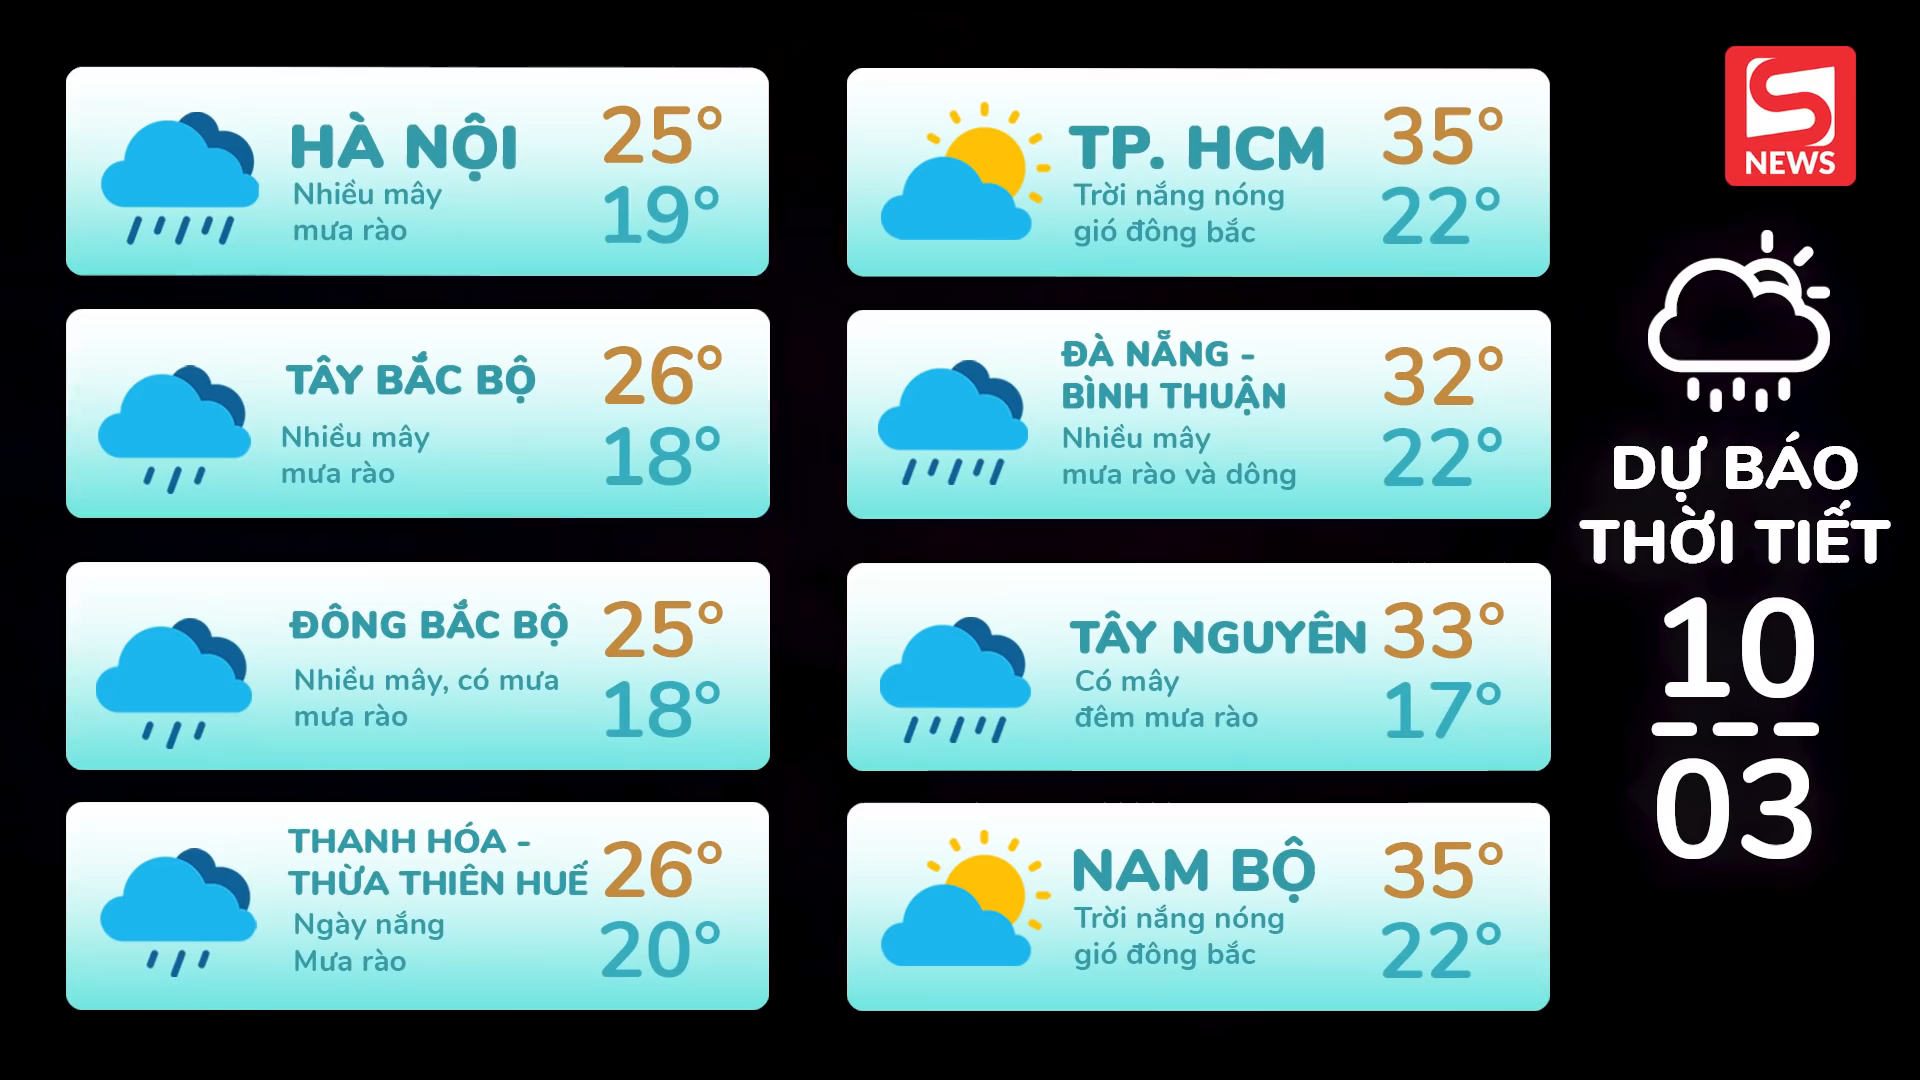 HÀ NỘI
Nhiều mây
mưa rào
25°
19°
TÂY BẮC BỘ
Nhiều mây
mưa rào
26°
18°
ĐÔNG BẮC BỘ
Nhiều mây, có mưa
mưa rào
25°
18°
THANH HÓA -
THỪA THIÊN HUẾ
Ngày nắng
Mưa rào
26°
20°
TP. HCM
Trời nắng nóng
gió đông bắc
35°
22°
ĐÀ NẴNG -
BÌNH THUẬN
Nhiều mây
mưa rào và dông
32°
22°
TÂY NGUYÊN
Có mây
đêm mưa rào
33°
17°
NAM BỘ
Trời nắng nóng
gió đông bắc
35°
22°
S
NEWS
DỰ BÁO
THỜI TIẾT
10
03